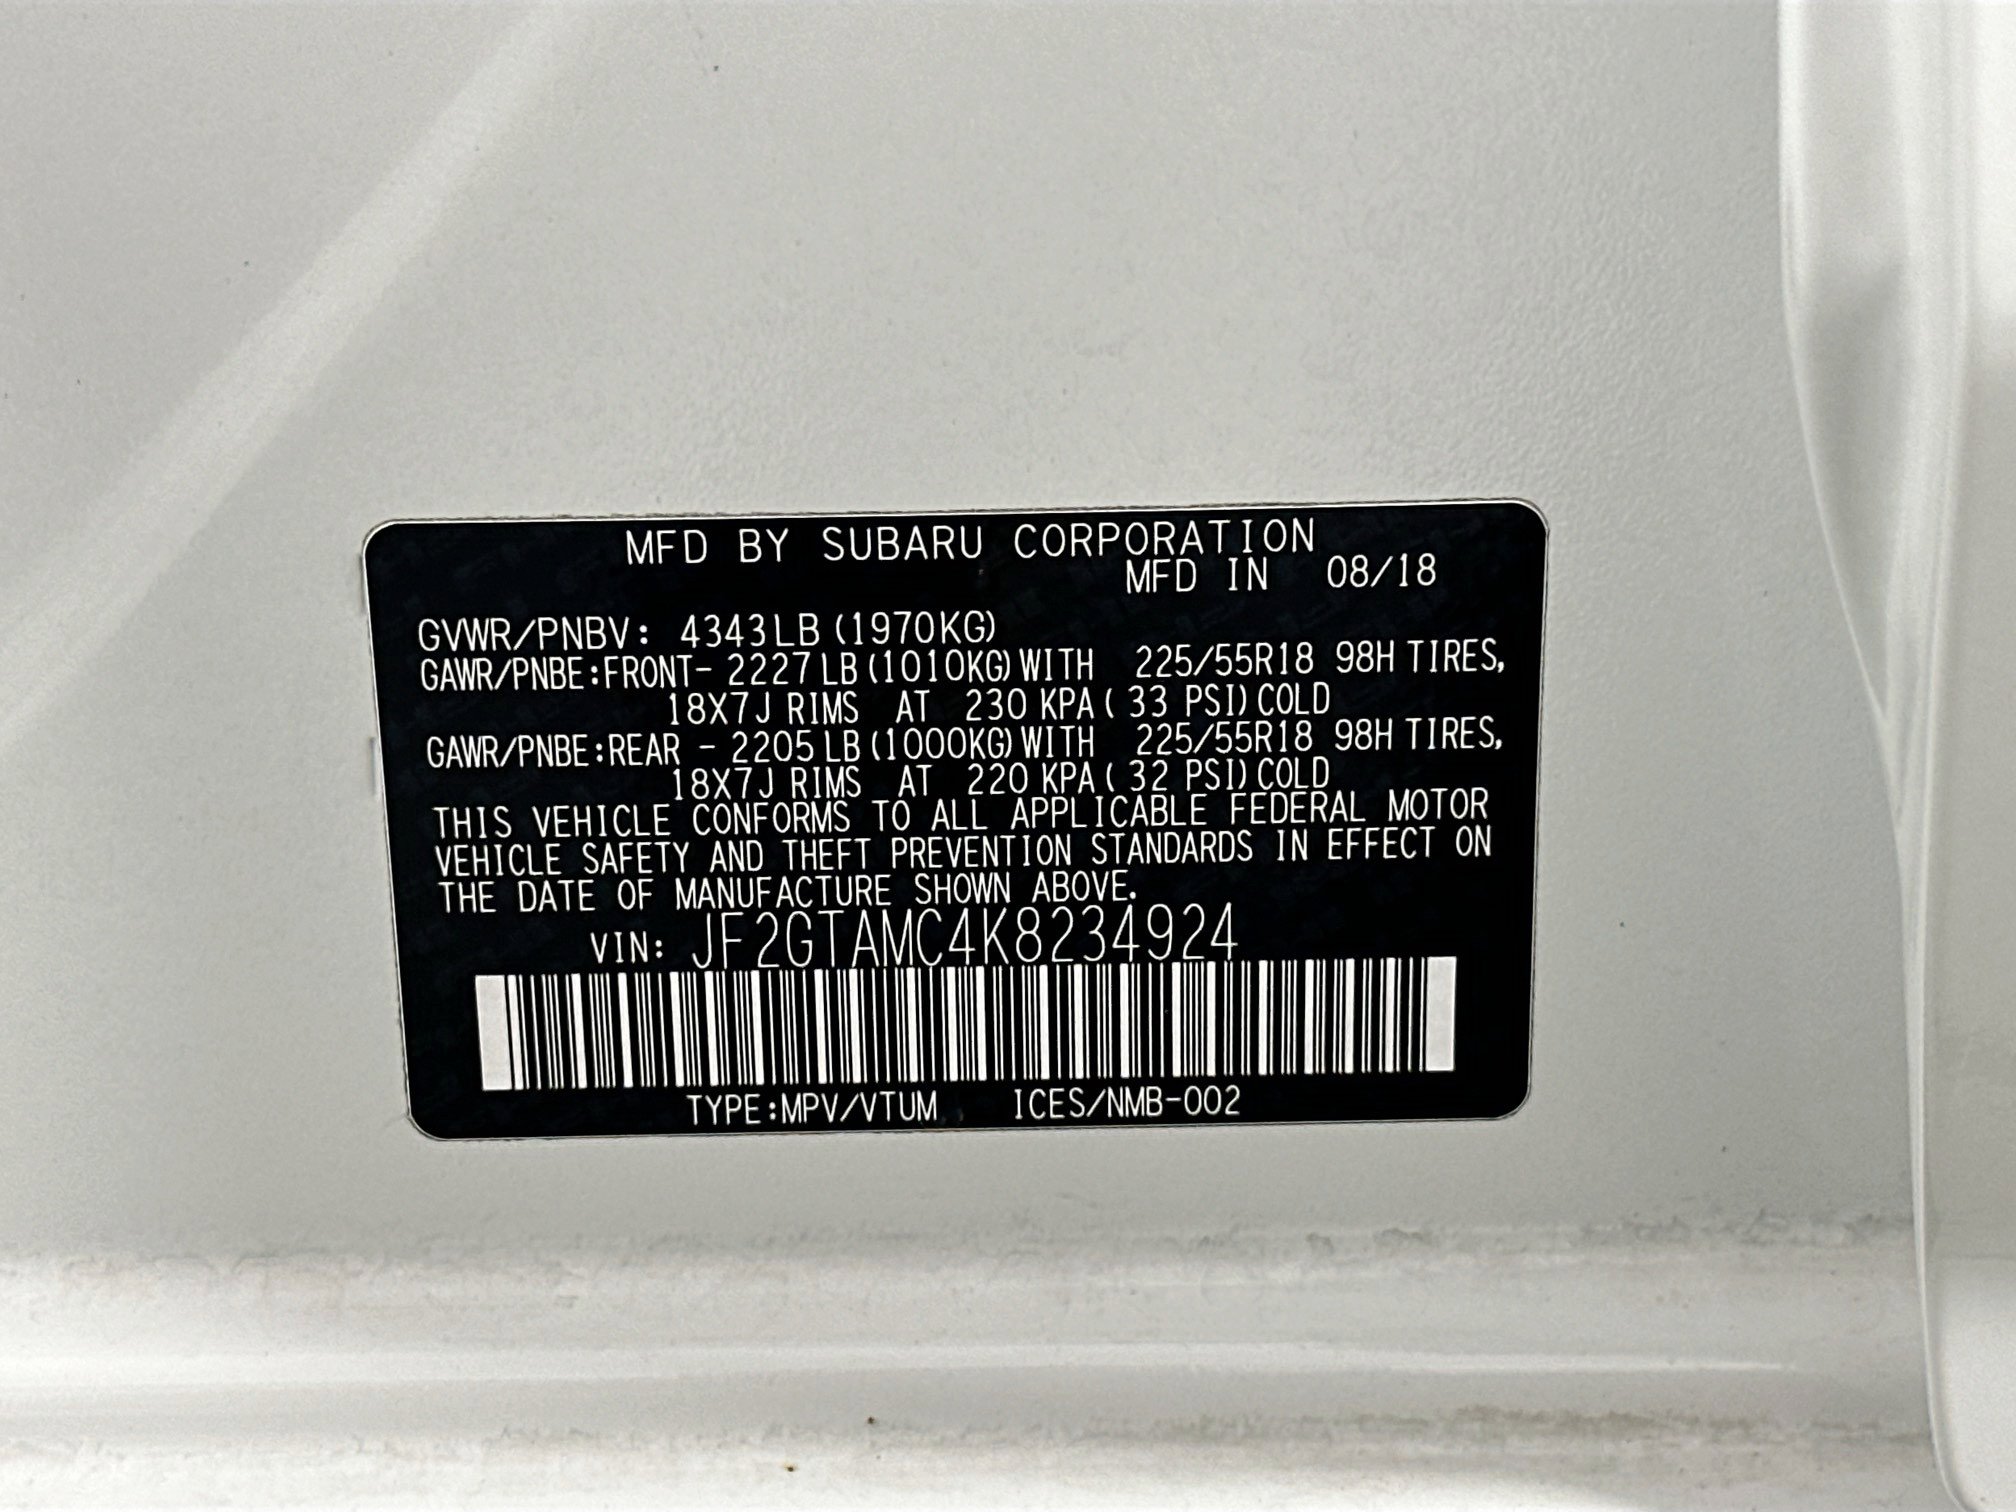 MFD BY SUBARU CORPORATION
MFD IN 08/18
GVWR/PNBV: 4343LB (1970KG)
GAWR/PNBE:FRONT- 2227LB (1010KG) WITH 225/55R18 98H TIRES,
18X7J RIMS AT 230 KPA( 33 PSI) COLD
GAWR/PNBE:REAR - 2205LB (1000KG) WITH 225/55R18 98H TIRES,
18X7J RIMS AT 220 KPA( 32 PSI) COLD
THIS VEHICLE CONFORMS TO ALL APPLICABLE FEDERAL MOTOR
VEHICLE SAFETY AND THEFT PREVENTION STANDARDS IN EFFECT ON
THE DATE OF MANUFACTURE SHOWN ABOVE.
VIN: JF2GTAMC4K8234924
TYPE:MPV/VTUM ICES/NMB-002